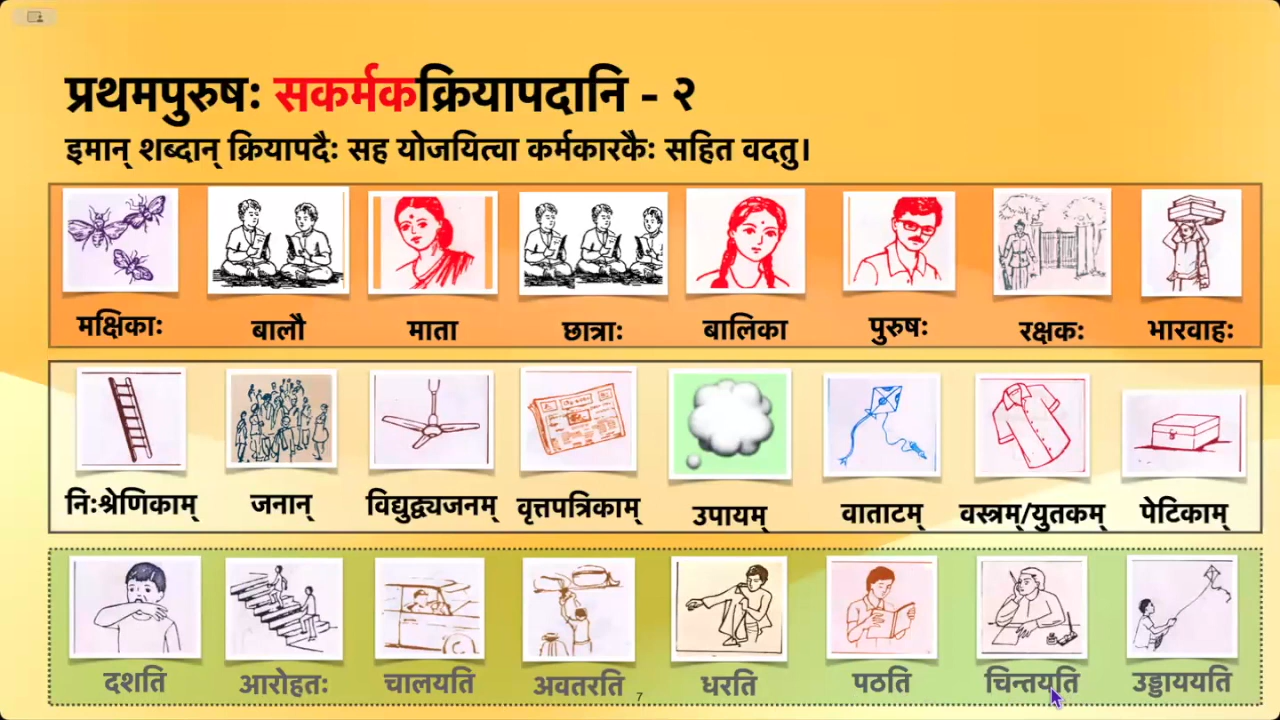 प्रथमपुरुषः सकर्मकक्रियापदानि - २
इमान् शब्दान् क्रियापदैः सह योजयित्वा कर्मकारकैः सहित वदतु।
मक्षिकाः बालौ माता छात्राः बालिका पुरुषः रक्षकः भारवाहः
निःश्रेणिकाम् जनान् विद्युद्व्यजनम् वृत्तपत्रिकाम् उपायम् वाताटम् वस्त्रम्/युतकम् पेटिकाम्
दशति आरोहतः चालयति अवतरति धरति पठति चिन्तयति उड्डाययति
7